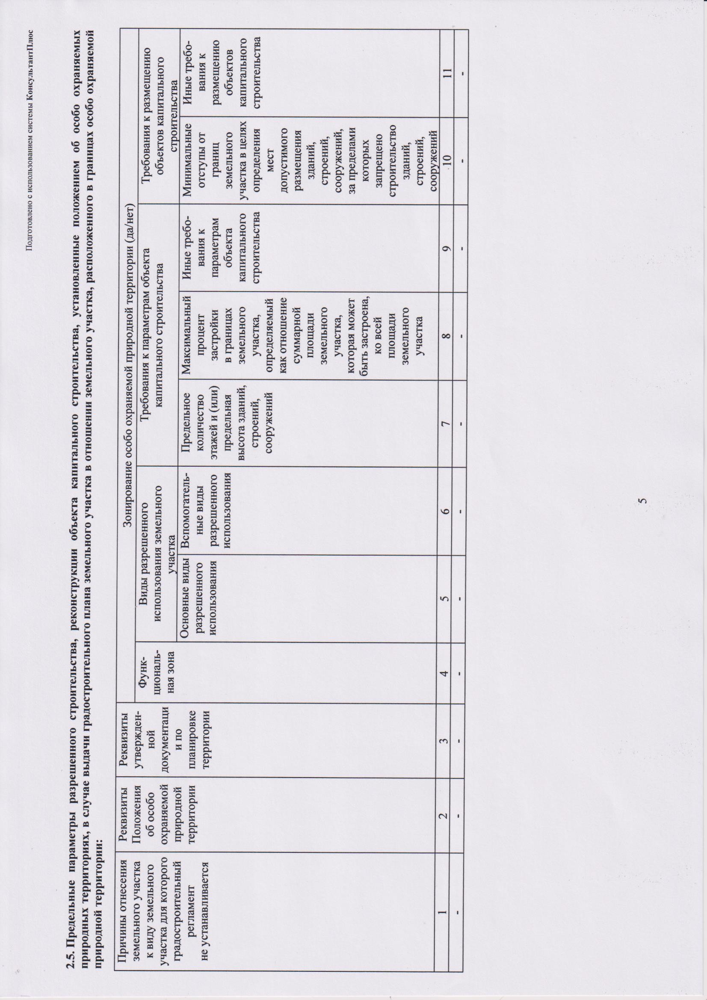 Подготовлено с использованием системы КонсультантПлюс
2.5. Предельные параметры разрешенного строительства, реконструкции объекта капитального строительства, установленные положением об особо охраняемых
природных территориях, в случае выдачи градостроительного плана земельного участка в отношении земельного участка, расположенного в границах особо охраняемой
природной территории:
Причины отнесения
земельного участка
к виду земельного
участка для которого
градостроительный
регламент
не устанавливается
Реквизиты
Положения
об особо
охраняемой
природной
территории
Реквизиты
утвержден-
ной
документаци
и по
планировке
территории
Зонирование особо охраняемой природной территории (да/нет)
Функ-
циональ-
ная зона
Виды разрешенного
использования земельного
участка
Требования к параметрам объекта
капитального строительства
Требования к размещению
объектов капитального
строительства
Основные виды
разрешенного
использования
Вспомогатель-
ные виды
разрешенного
использования
Предельное
количество
этажей и (или)
предельная
высота зданий,
строений,
сооружений
Максимальный
процент
застройки
в границах
земельного
участка,
определяемый
как отношение
суммарной
площади
земельного
участка,
которая может
быть застроена,
ко всей
площади
земельного
участка
Иные требо-
вания к
параметрам
объекта
капитального
строительства
Минимальные
отступы от
границ
земельного
участка в целях
определения
мест
допустимого
размещения
зданий,
строений,
сооружений,
за пределами
которых
запрещено
строительство
зданий,
строений,
сооружений
Иные требо-
вания к
размещению
объектов
капитального
строительства
1 2 3 4 5 6 7 8 9 10 11
- - - - - - - - - - -
5